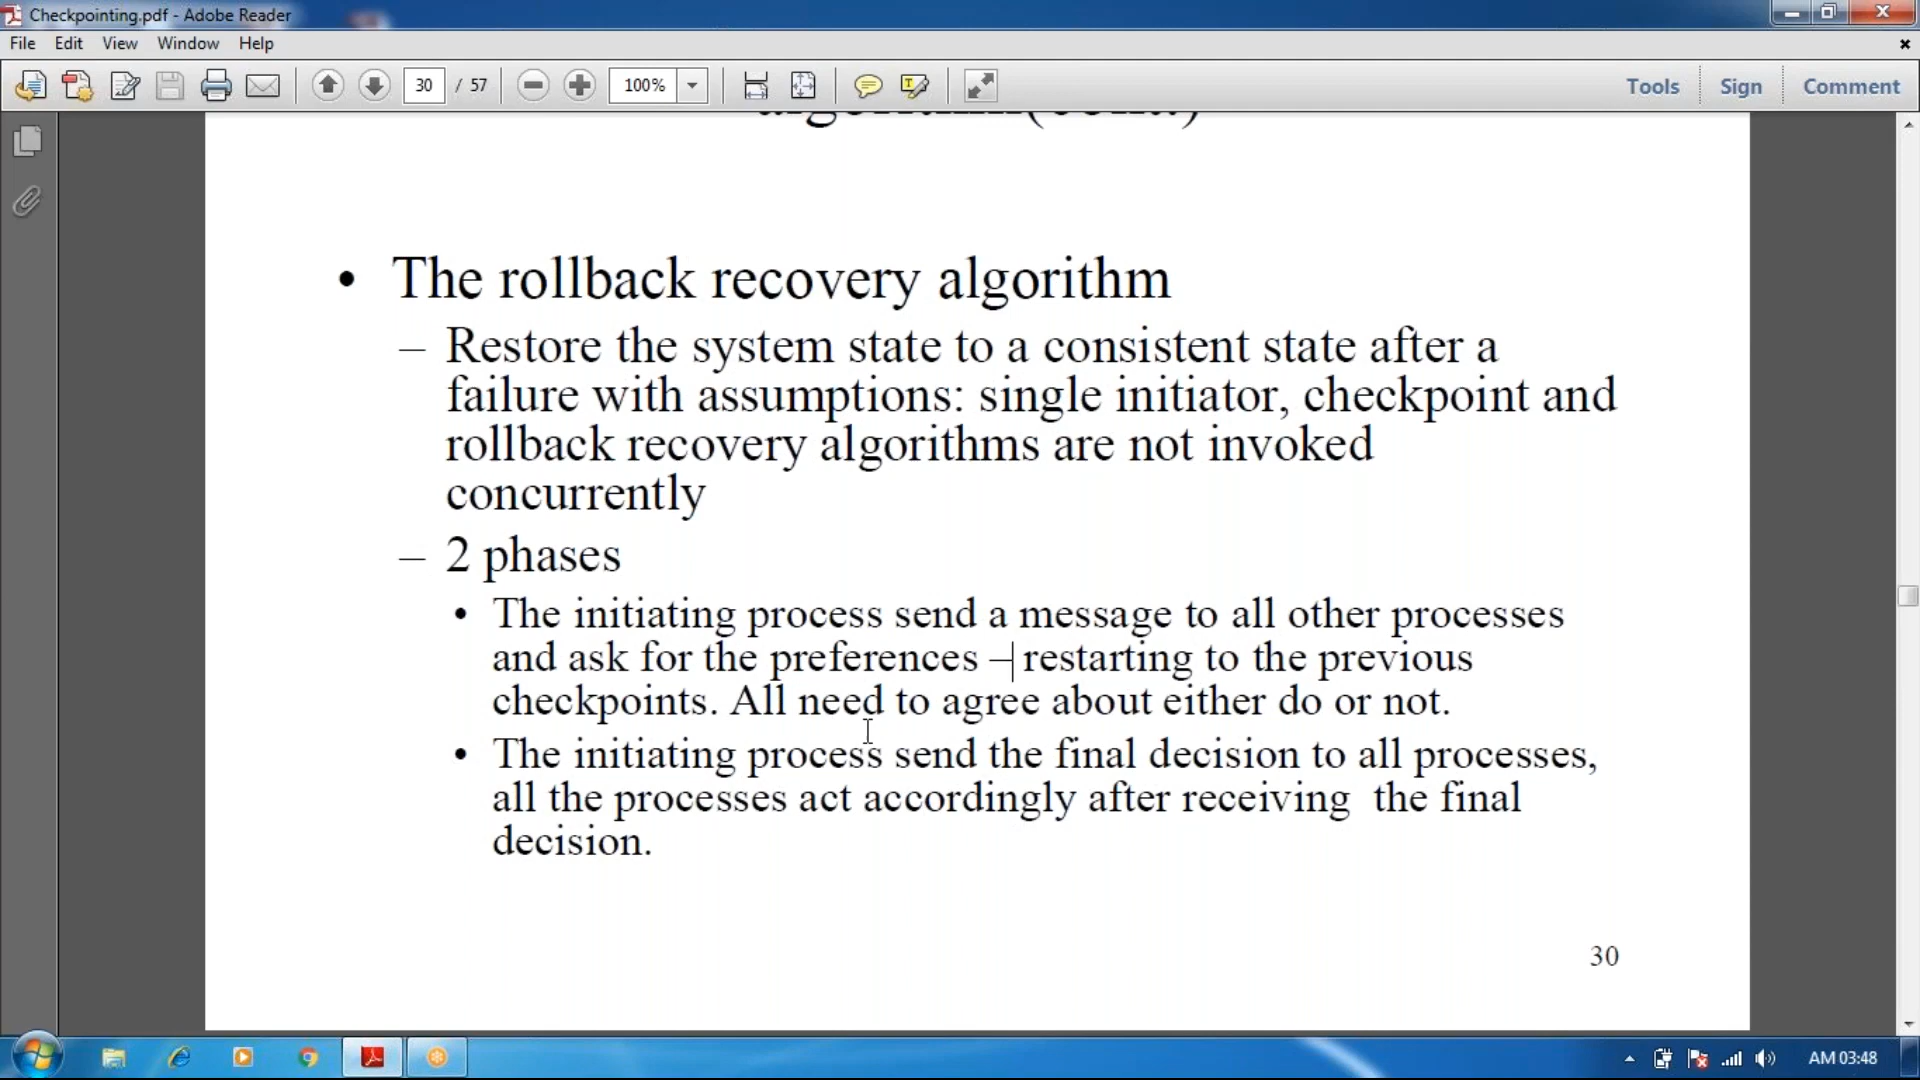 Checkpointing.pdf - Adobe Reader
File Edit View Window Help
30 / 57 100% Tools Sign Comment
algorithm(cont.)
• The rollback recovery algorithm
– Restore the system state to a consistent state after a
failure with assumptions: single initiator, checkpoint and
rollback recovery algorithms are not invoked
concurrently
– 2 phases
• The initiating process send a message to all other processes
and ask for the preferences – restarting to the previous
checkpoints. All need to agree about either do or not.
• The initiating process send the final decision to all processes,
all the processes act accordingly after receiving the final
decision.
30
AM 03:48